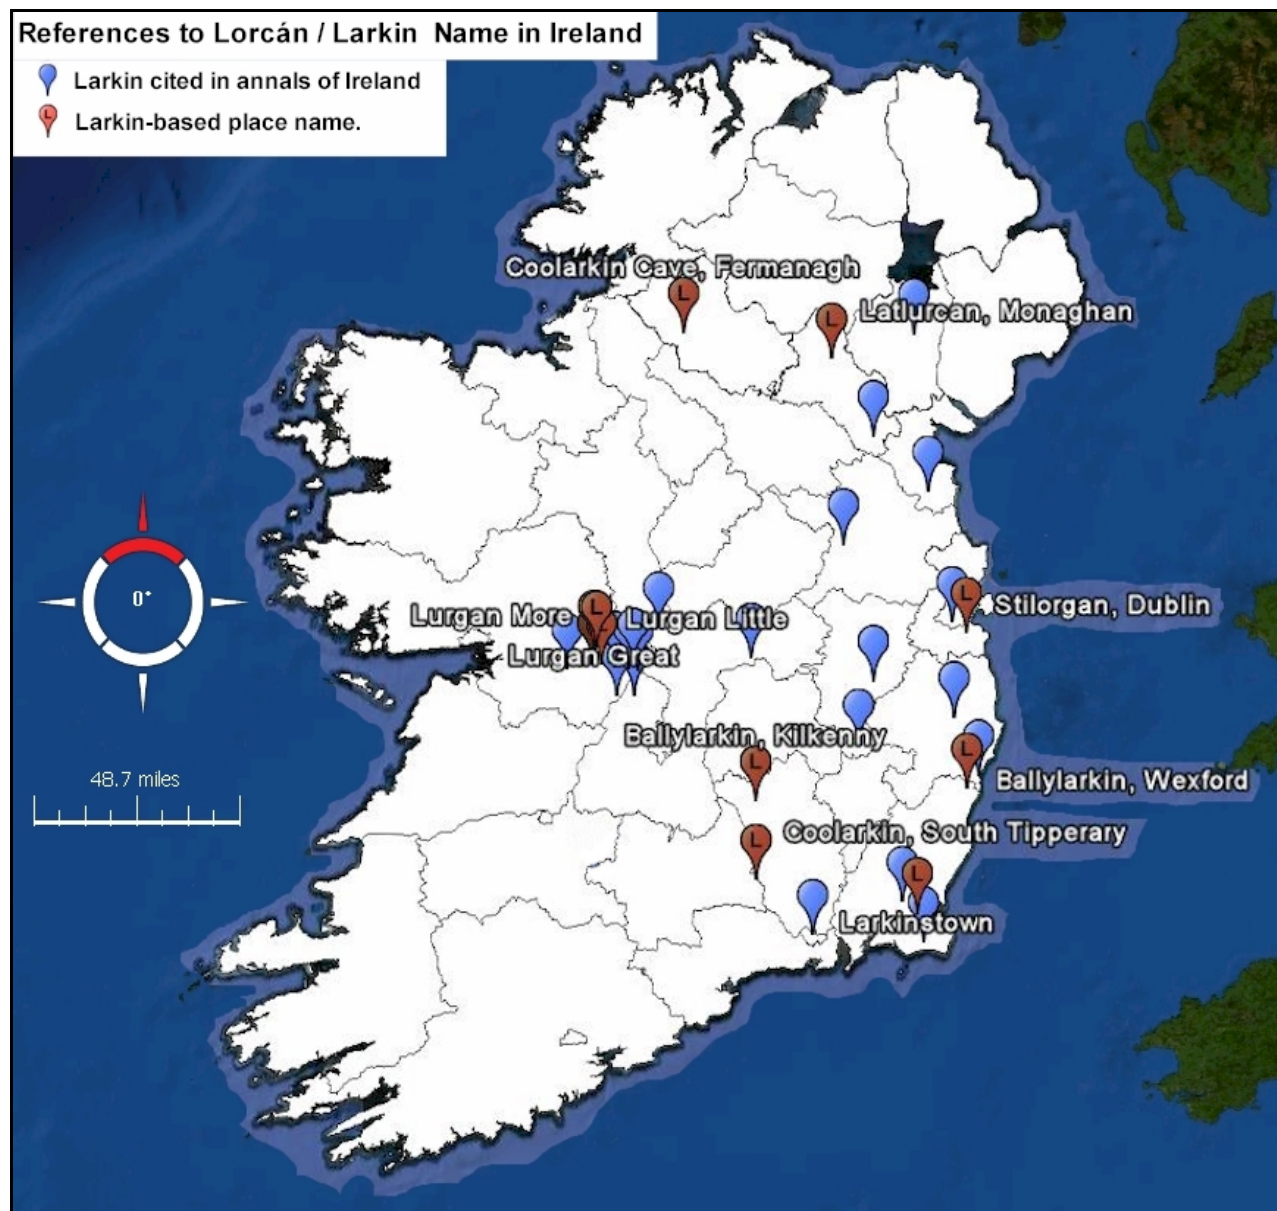 References to Lorcán / Larkin Name in Ireland
Larkin cited in annals of Ireland
L Larkin-based place name.
Coolarkin Cave, Fermanagh
L
L
Latlurcan, Monaghan
0°
L
Lurgan More
Lurgan Little
L
Stilorgan, Dublin
Lurgan Great
48.7 miles
Ballylarkin, Kilkenny
L
L
Ballylarkin, Wexford
L
Coolarkin, South Tipperary
L
Larkinstown